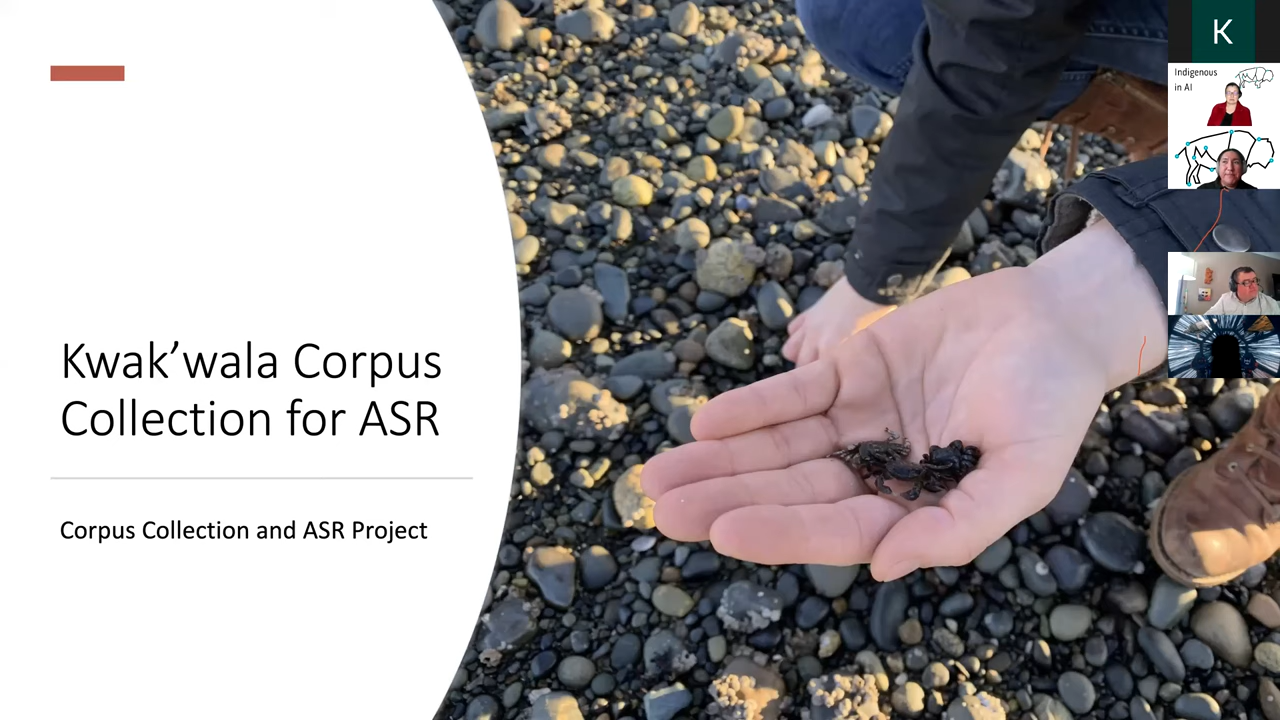 Kwak’wala Corpus
Collection for ASR
Corpus Collection and ASR Project
K
Indigenous
in AI